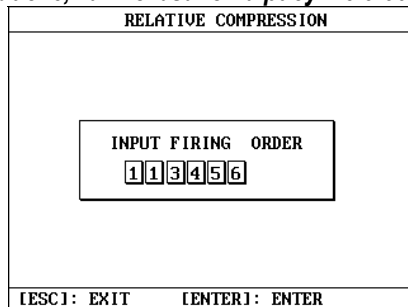 RELATIVE COMPRESSION
INPUT FIRING ORDER
113456
[ESC]: EXIT [ENTER]: ENTER